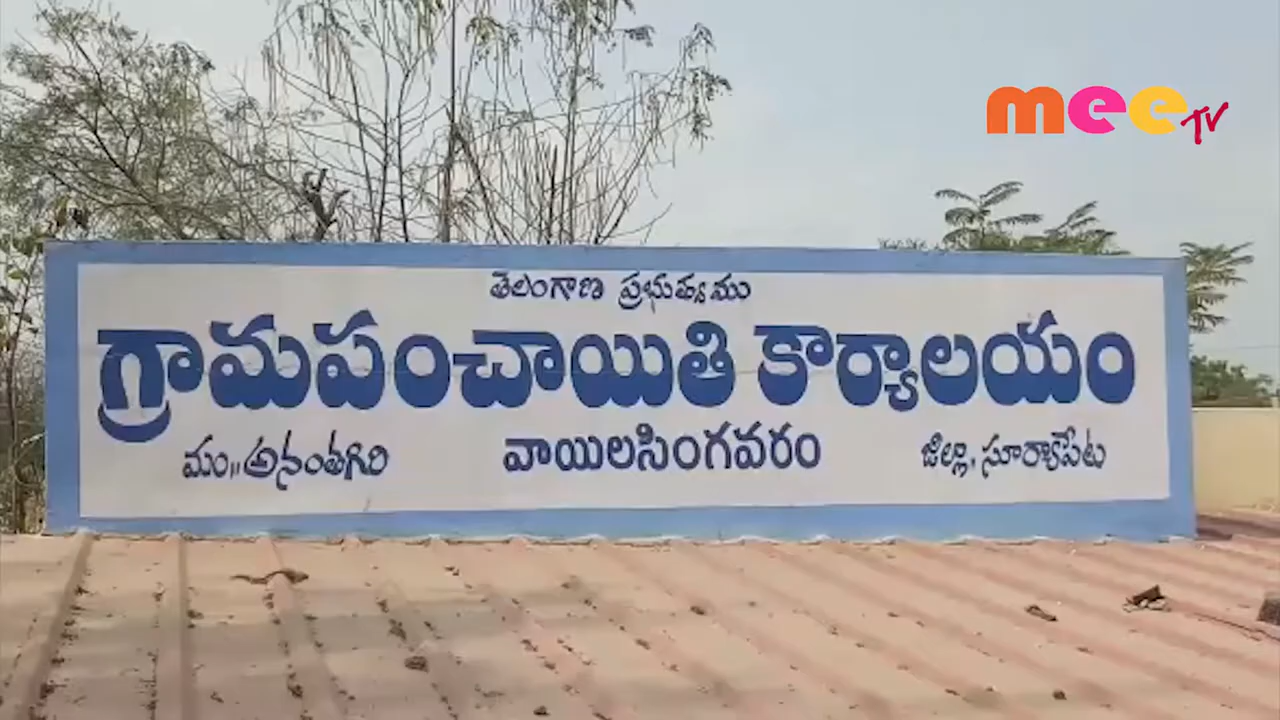 mee TV
తెలంగాణ ప్రభుత్వము
గ్రామపంచాయితి కార్యాలయం
మం,, అనంతగిరి వాయిలసింగవరం జిల్లా, సూర్యాపేట